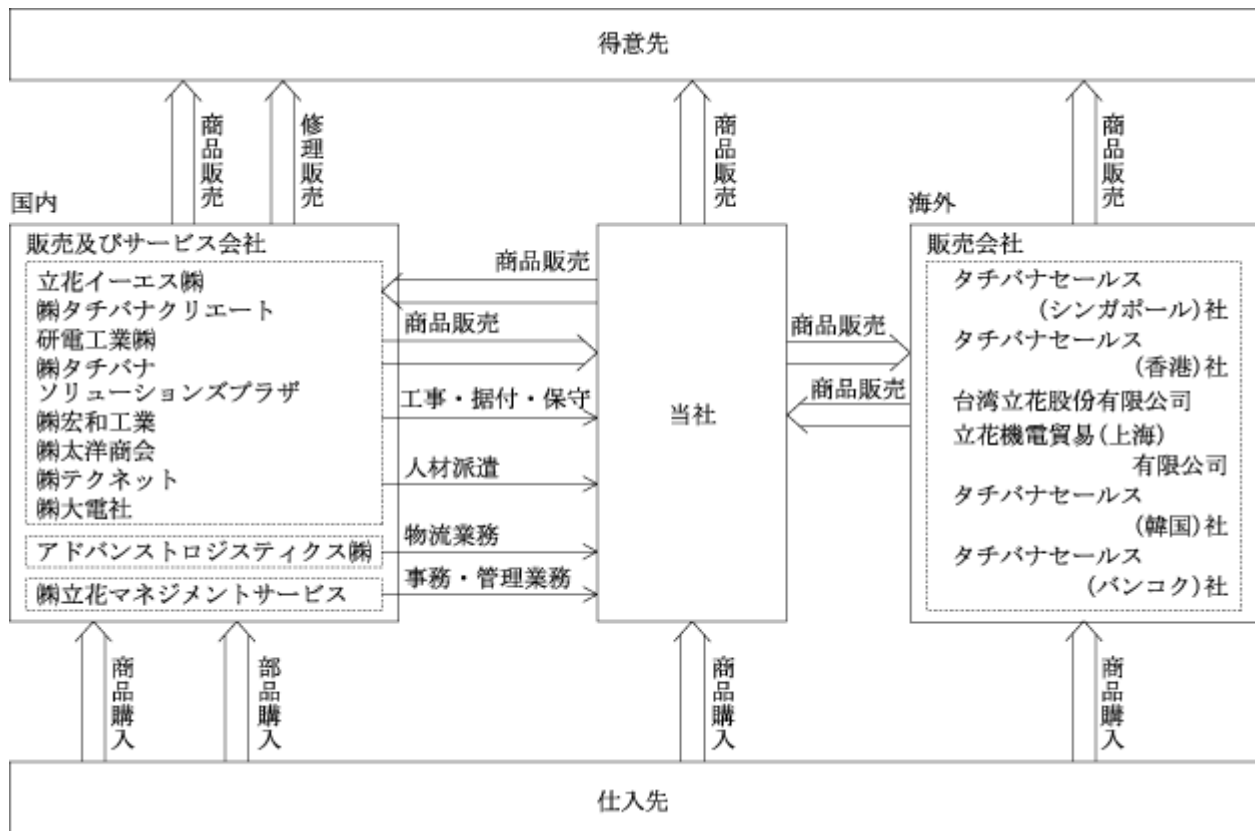 得意先
商品販売
修理販売
商品販売
商品販売
国内
海外
販売及びサービス会社
立花イーエス㈱
㈱タチバナクリエート
研電工業㈱
㈱タチバナ
ソリューションズプラザ
㈱宏和工業
㈱太洋商会
㈱テクネット
㈱大電社
アドバンストロジスティクス㈱
㈱立花マネジメントサービス
商品販売
商品販売
工事・据付・保守
人材派遣
物流業務
事務・管理業務
当社
商品販売
商品販売
販売会社
タチバナセールス
(シンガポール)社
タチバナセールス
(香港)社
台湾立花股份有限公司
立花機電貿易(上海)
有限公司
タチバナセールス
(韓国)社
タチバナセールス
(バンコク)社
商品購入
部品購入
商品購入
商品購入
仕入先